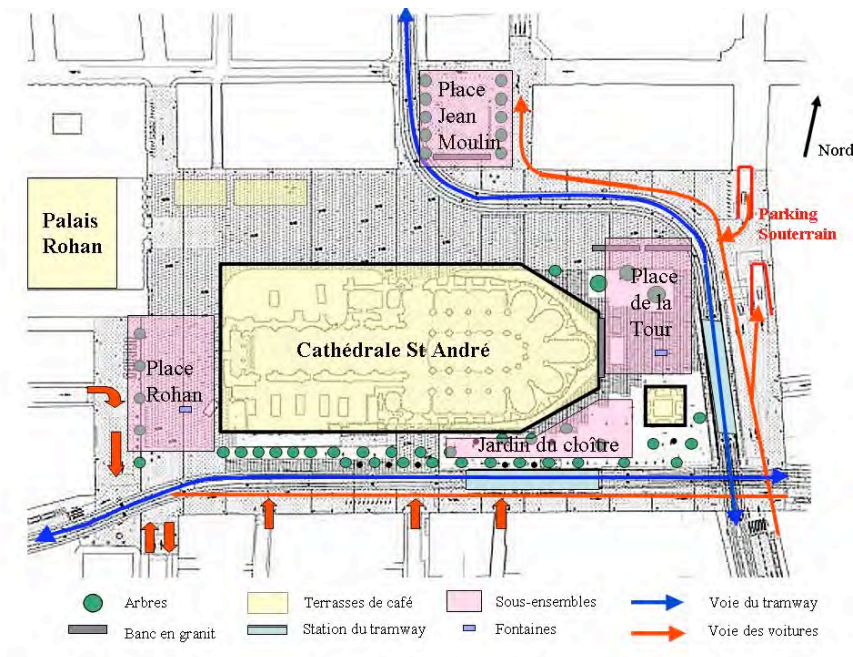 Place
Jean
Moulin
Nord
Palais
Rohan
Parking
Souterrain
Place
de la
Tour
Cathédrale St André
Place
Rohan
Jardin du cloître
Arbres
Terrasses de café
Sous-ensembles
Voie du tramway
Banc en granit
Station du tramway
Fontaines
Voie des voitures